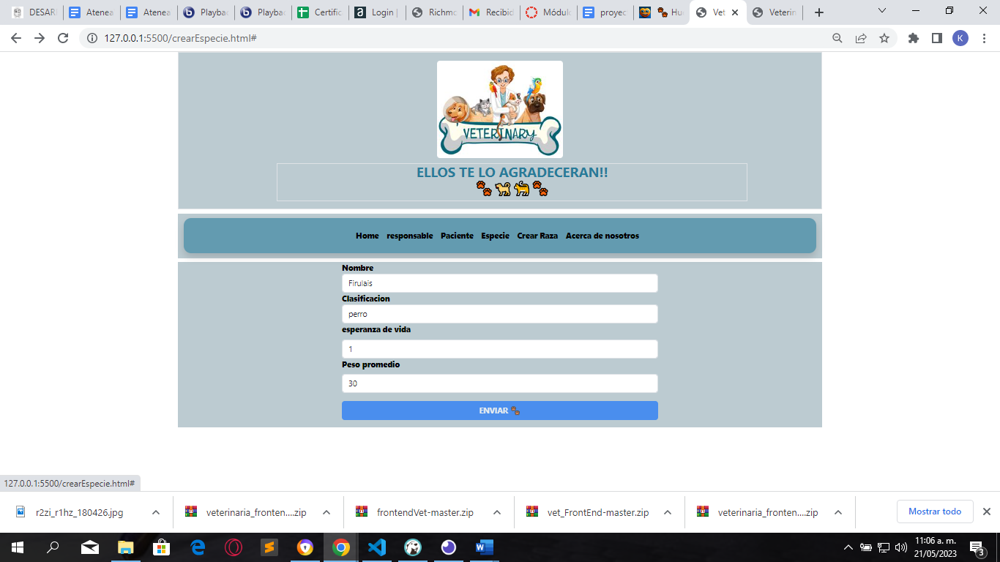 DESARI
Atenea
Atenea
Playba
Playba
Certific
Login |
Richmo
Recibid
Módulo
proyec
Hue
Vet
Veterin
127.0.0.1:5500/crearEspecie.html#
K
VETERINARY
ELLOS TE LO AGRADECERAN!!
Home responsable Paciente Especie Crear Raza Acerca de nosotros
Nombre
Firulais
Clasificacion
perro
esperanza de vida
1
Peso promedio
30
ENVIAR
127.0.0.1:5500/crearEspecie.html#
r2zi_r1hz_180426.jpg
veterinaria_fronten....zip
frontendVet-master.zip
vet_FrontEnd-master.zip
veterinaria_fronten....zip
Mostrar todo
11:06 a. m.
21/05/2023
3